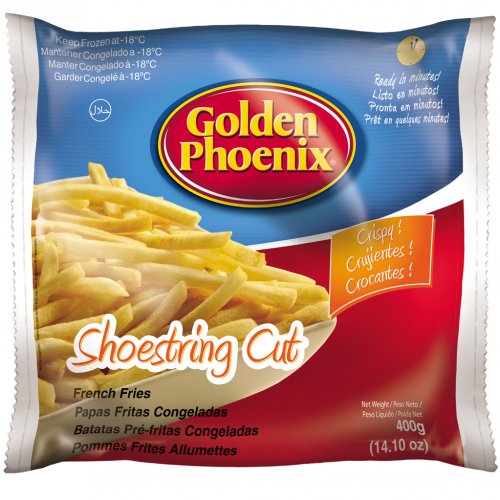 Keep Frozen at -18°C
Mantener Congelado a -18°C
Manter Congelado à -18°C
Garder Congelé à -18°C
حلال
Ready in minutes!
Listo en minutos!
Pronta em minutos!
Prêt en quelques minutes!
Golden
Phoenix®
Crispy!
Crujientes!
Crocantes!
Shoestring Cut
French Fries
Papas Fritas Congeladas
Batatas Pré-fritas Congeladas
Pommes Frites Allumettes
Net Weight / Peso Neto /
Peso Líquido / Poids Net
400g
(14.10 oz)